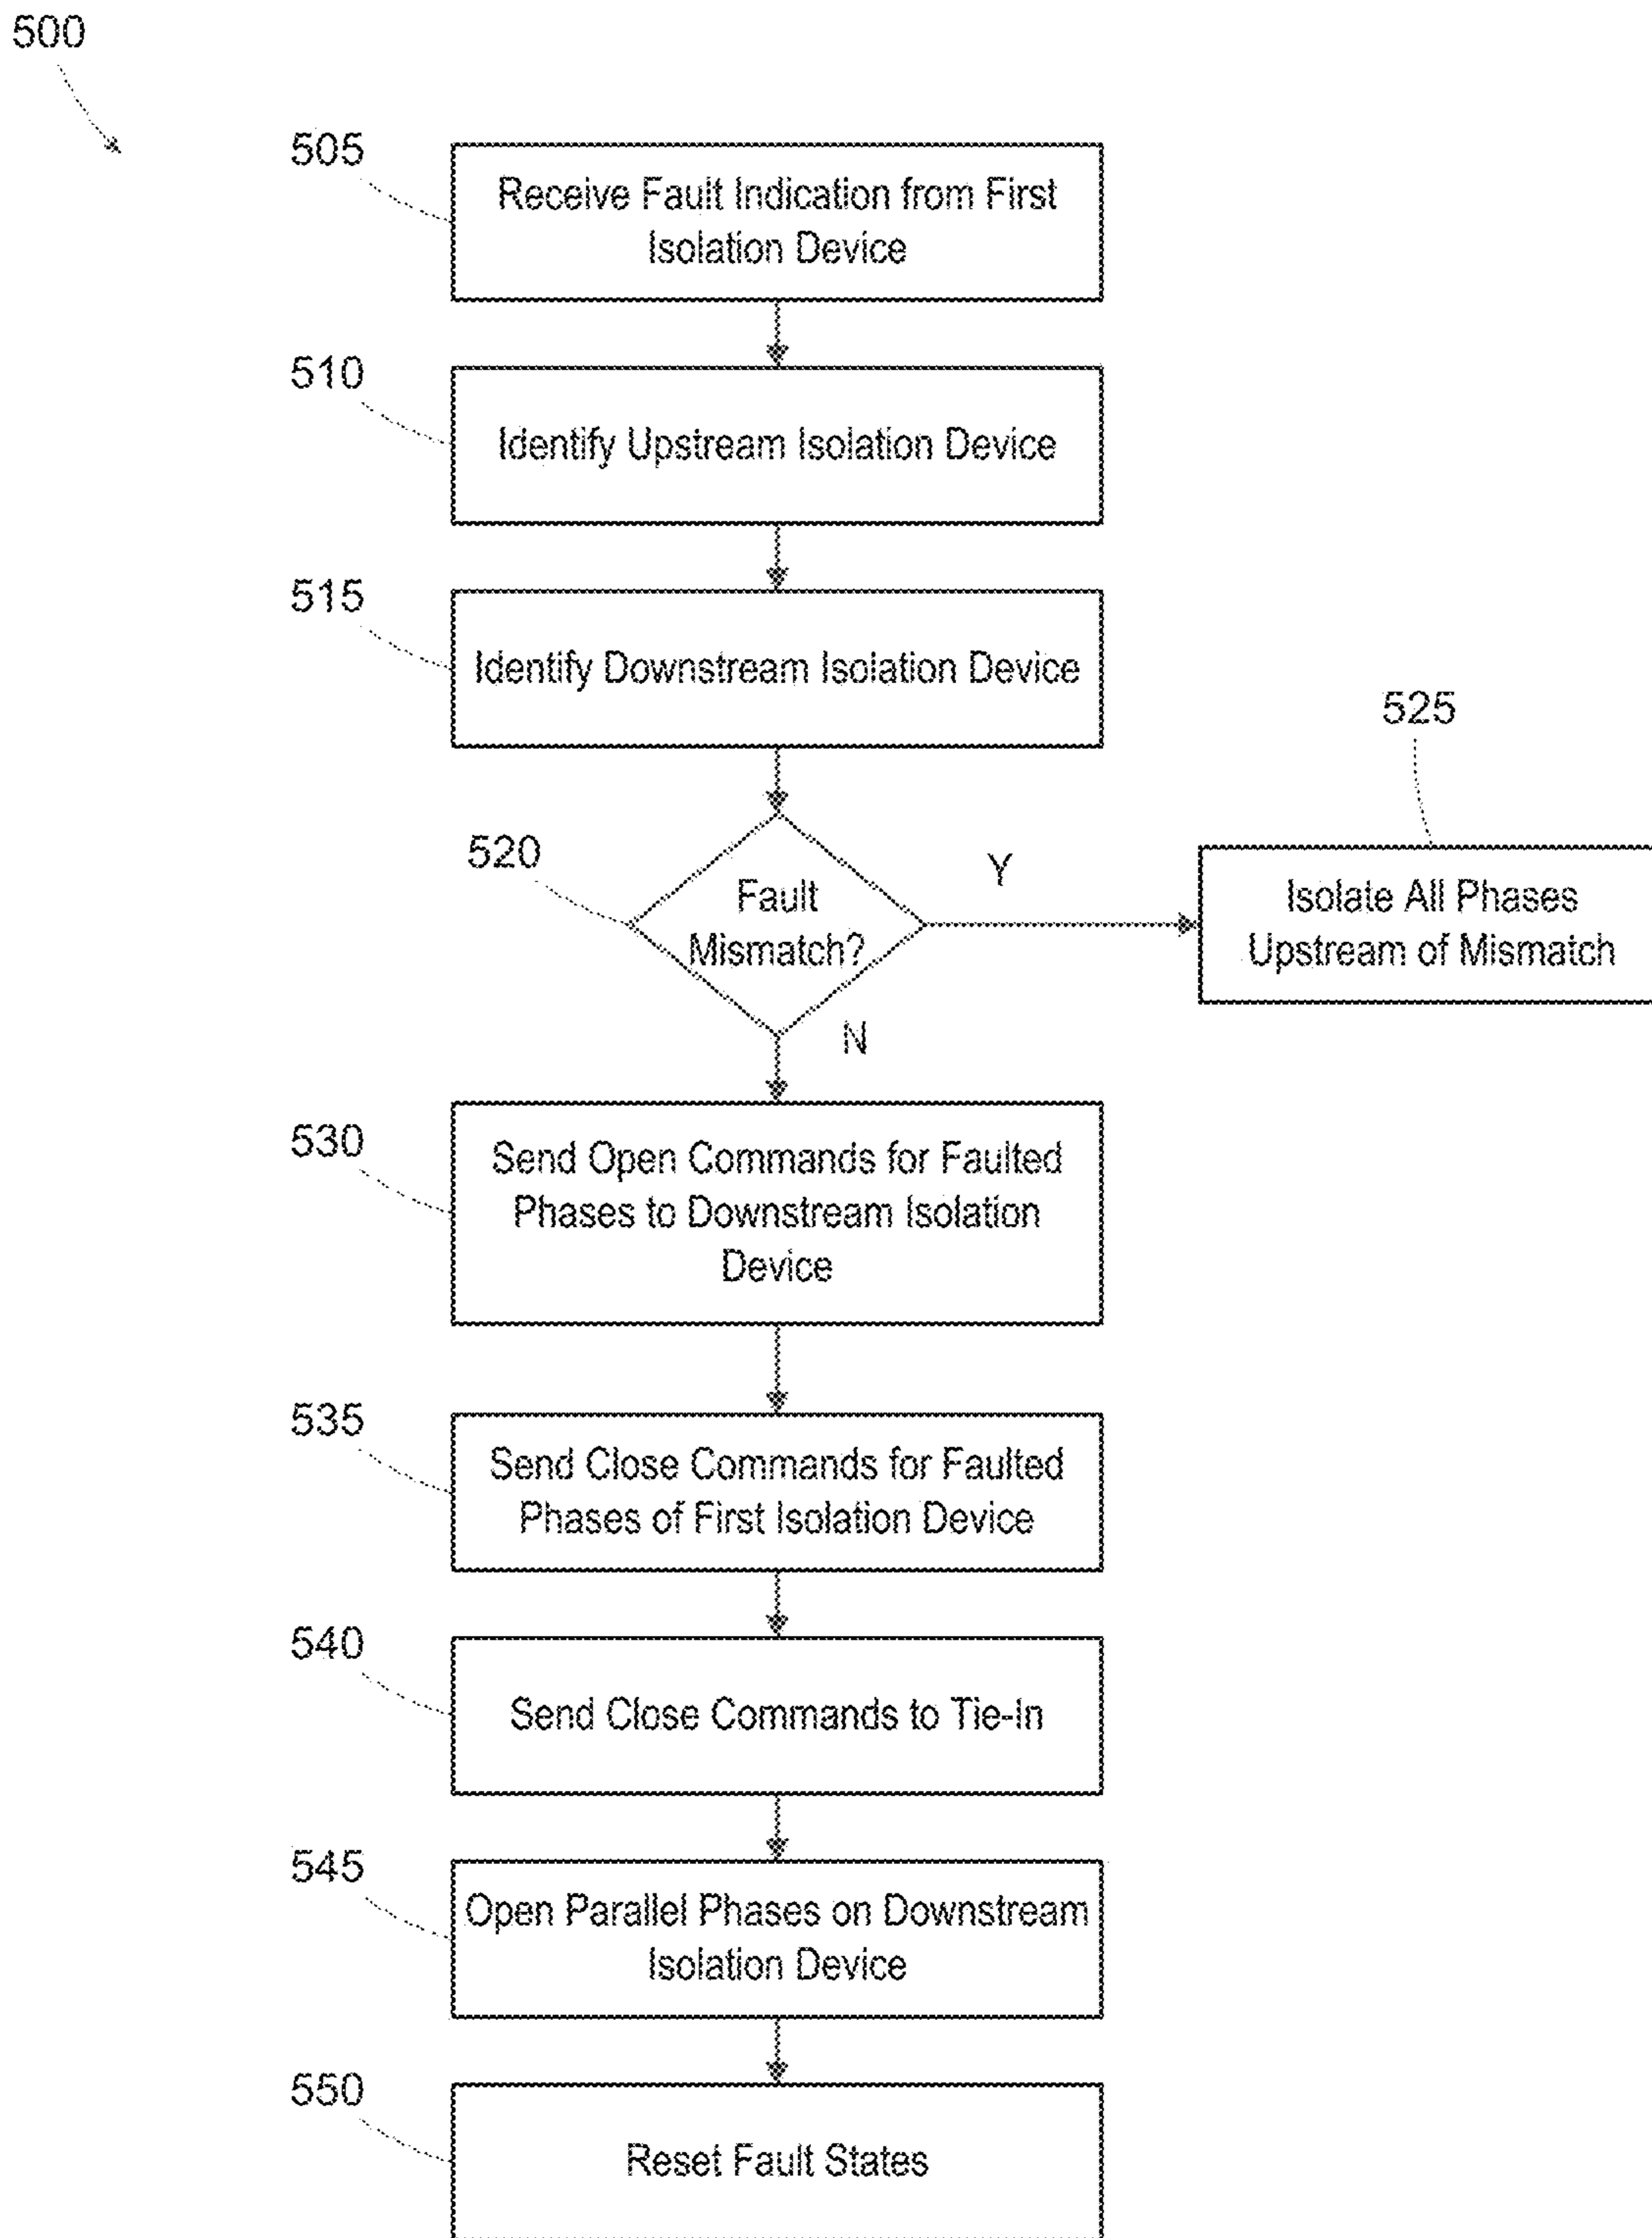 500
505
Receive Fault Indication from First
Isolation Device
510
Identify Upstream Isolation Device
515
Identify Downstream Isolation Device
525
520
Fault
Mismatch?
Y
Isolate All Phases
Upstream of Mismatch
N
530
Send Open Commands for Faulted
Phases to Downstream Isolation
Device
535
Send Close Commands for Faulted
Phases of First Isolation Device
540
Send Close Commands to Tie-In
545
Open Parallel Phases on Downstream
Isolation Device
550
Reset Fault States